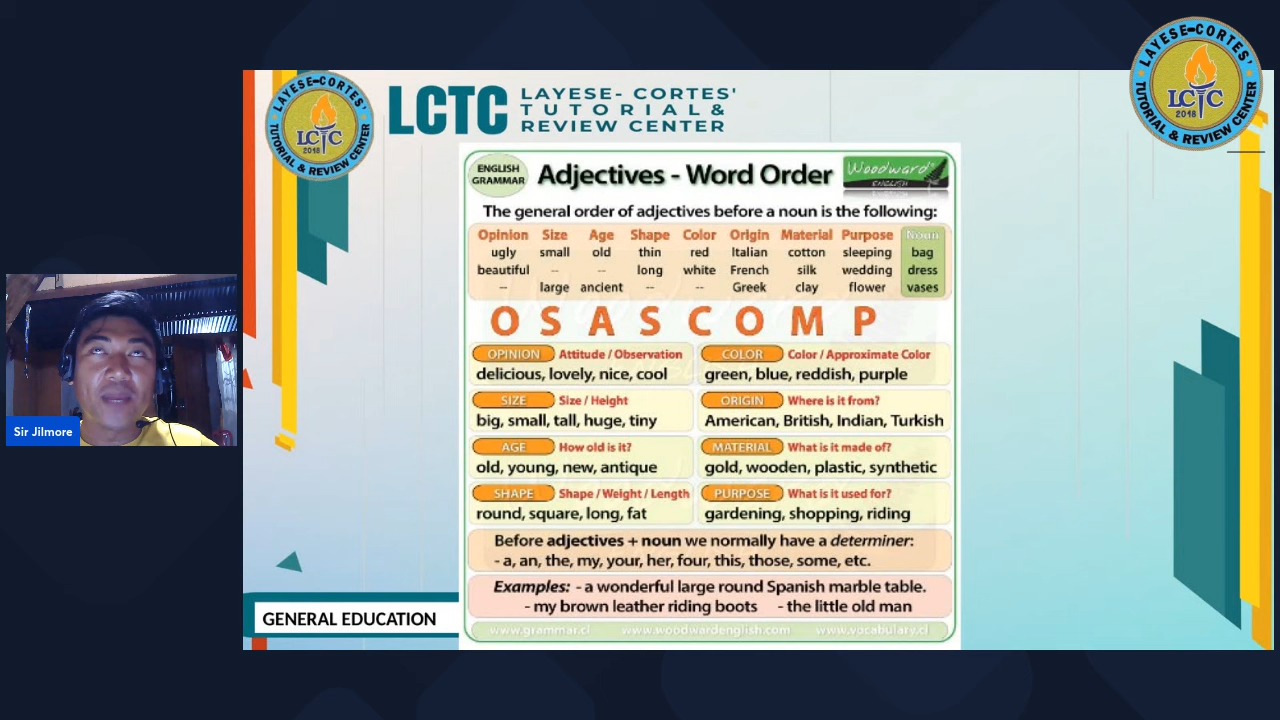 LAYESE-CORTES'
LCTC
2018
TUTORIAL & REVIEW CENTER
LCTC
LAYESE- CORTES'
TUTORIAL &
REVIEW CENTER
LAYESE-CORTES'
LCTC
2018
TUTORIAL & REVIEW CENTER
ENGLISH
GRAMMAR
Adjectives - Word Order
Woodward
ENGLISH
The general order of adjectives before a noun is the following:
Opinion Size Age Shape Color Origin Material Purpose Noun
ugly small old thin red Italian cotton sleeping bag
beautiful -- -- long white French silk wedding dress
-- large ancient -- -- Greek clay flower vases
O S A S C O M P
OPINION Attitude / Observation
delicious, lovely, nice, cool
COLOR Color / Approximate Color
green, blue, reddish, purple
SIZE Size / Height
big, small, tall, huge, tiny
ORIGIN Where is it from?
American, British, Indian, Turkish
AGE How old is it?
old, young, new, antique
MATERIAL What is it made of?
gold, wooden, plastic, synthetic
SHAPE Shape / Weight / Length
round, square, long, fat
PURPOSE What is it used for?
gardening, shopping, riding
Before adjectives + noun we normally have a determiner:
- a, an, the, my, your, her, four, this, those, some, etc.
Examples: - a wonderful large round Spanish marble table.
- my brown leather riding boots - the little old man
www.grammar.cl www.woodwardenglish.com www.vocabulary.cl
GENERAL EDUCATION
Sir Jilmore